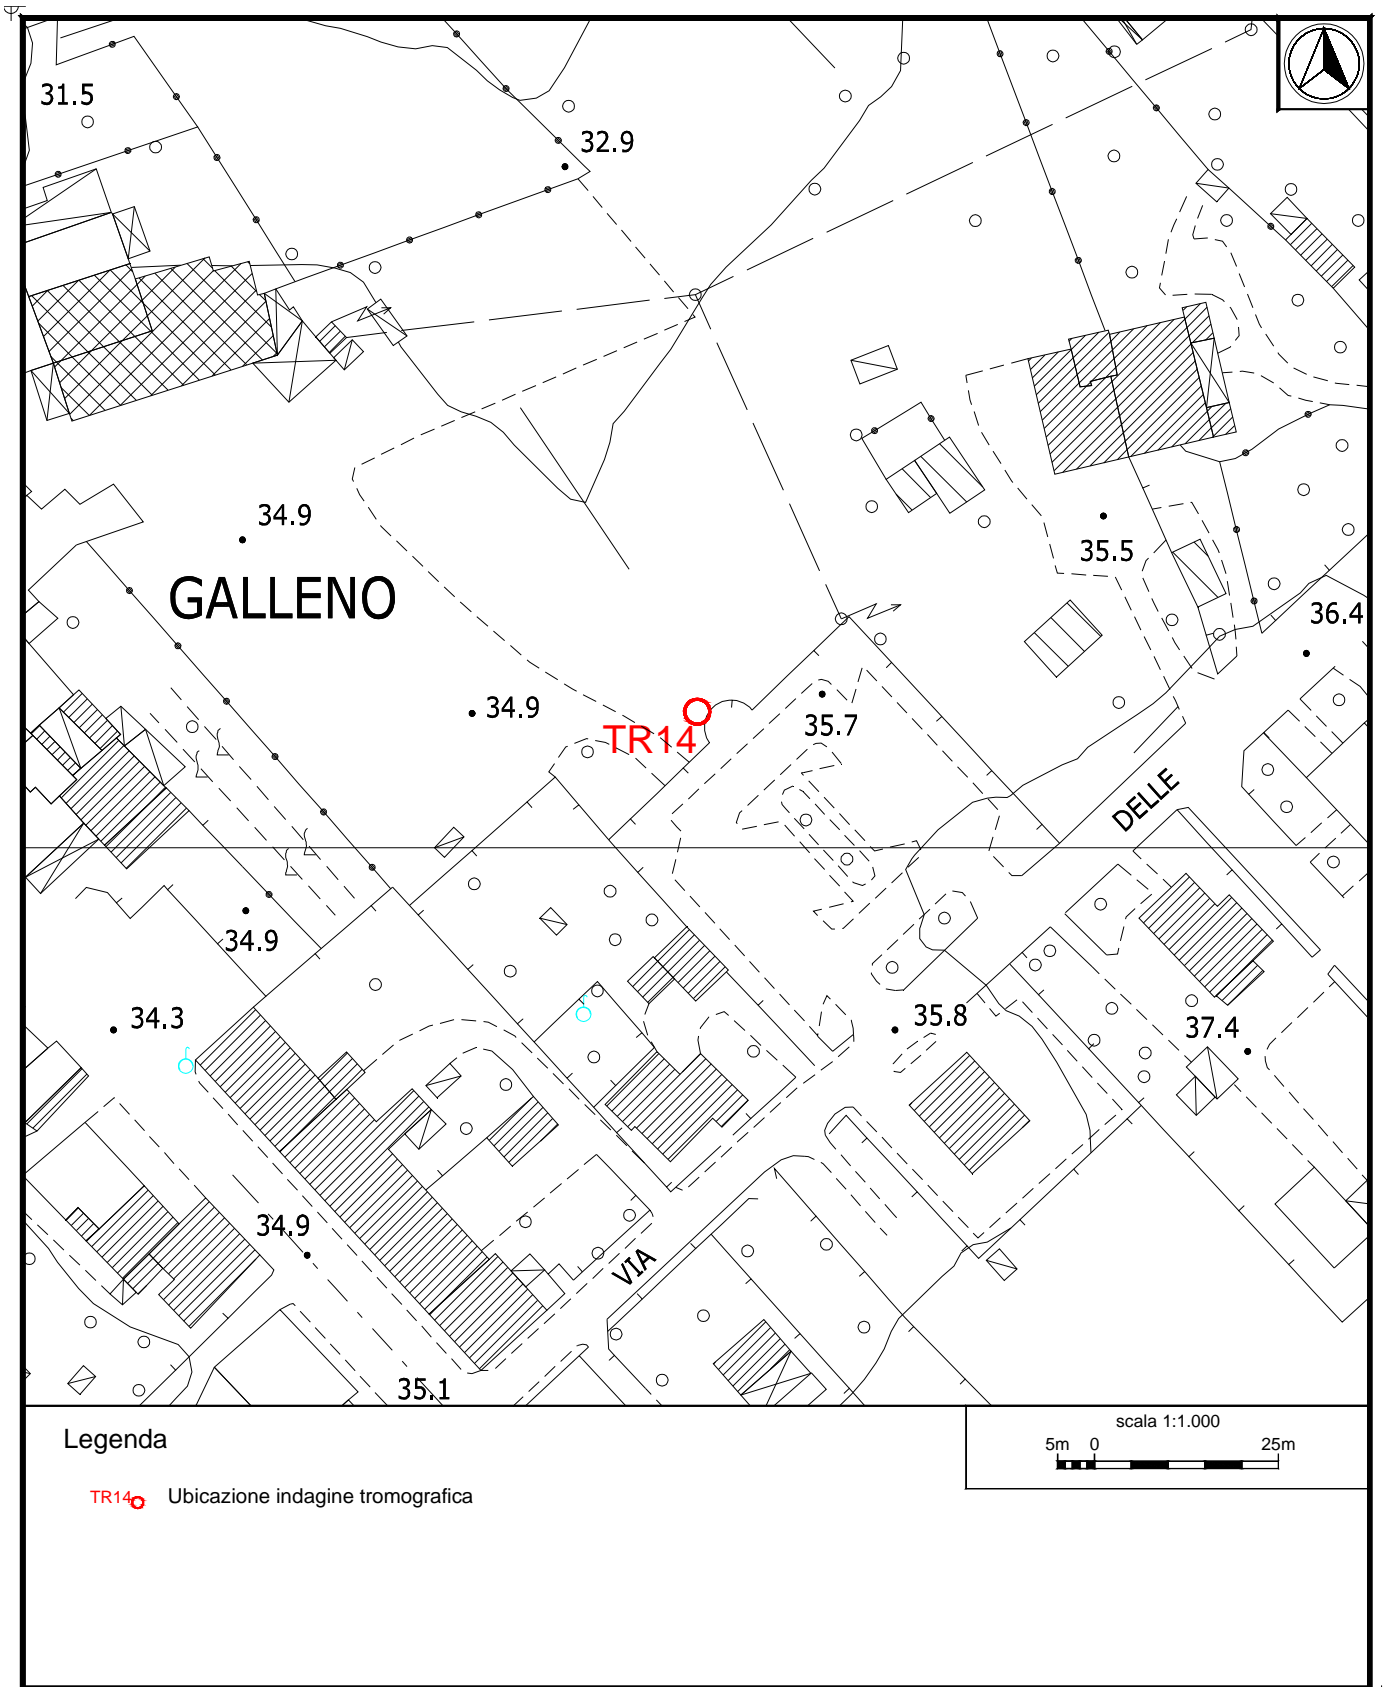 31.5
32.9
34.9
GALLENO
35.5
36.4
34.9
TR14
35.7
DELLE
34.9
34.3
35.8
37.4
34.9
VIA
35.1
Legenda
scala 1:1.000
5m 0 25m
TR14 Ubicazione indagine tromografica